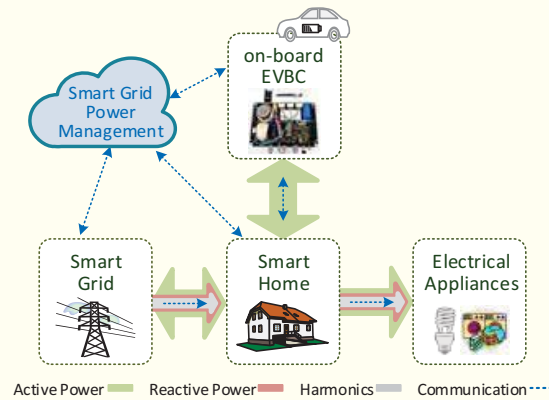 on-board
EVBC
Smart Grid
Power
Management
Smart
Grid
Smart
Home
Electrical
Appliances
Active Power
Reactive Power
Harmonics
Communication